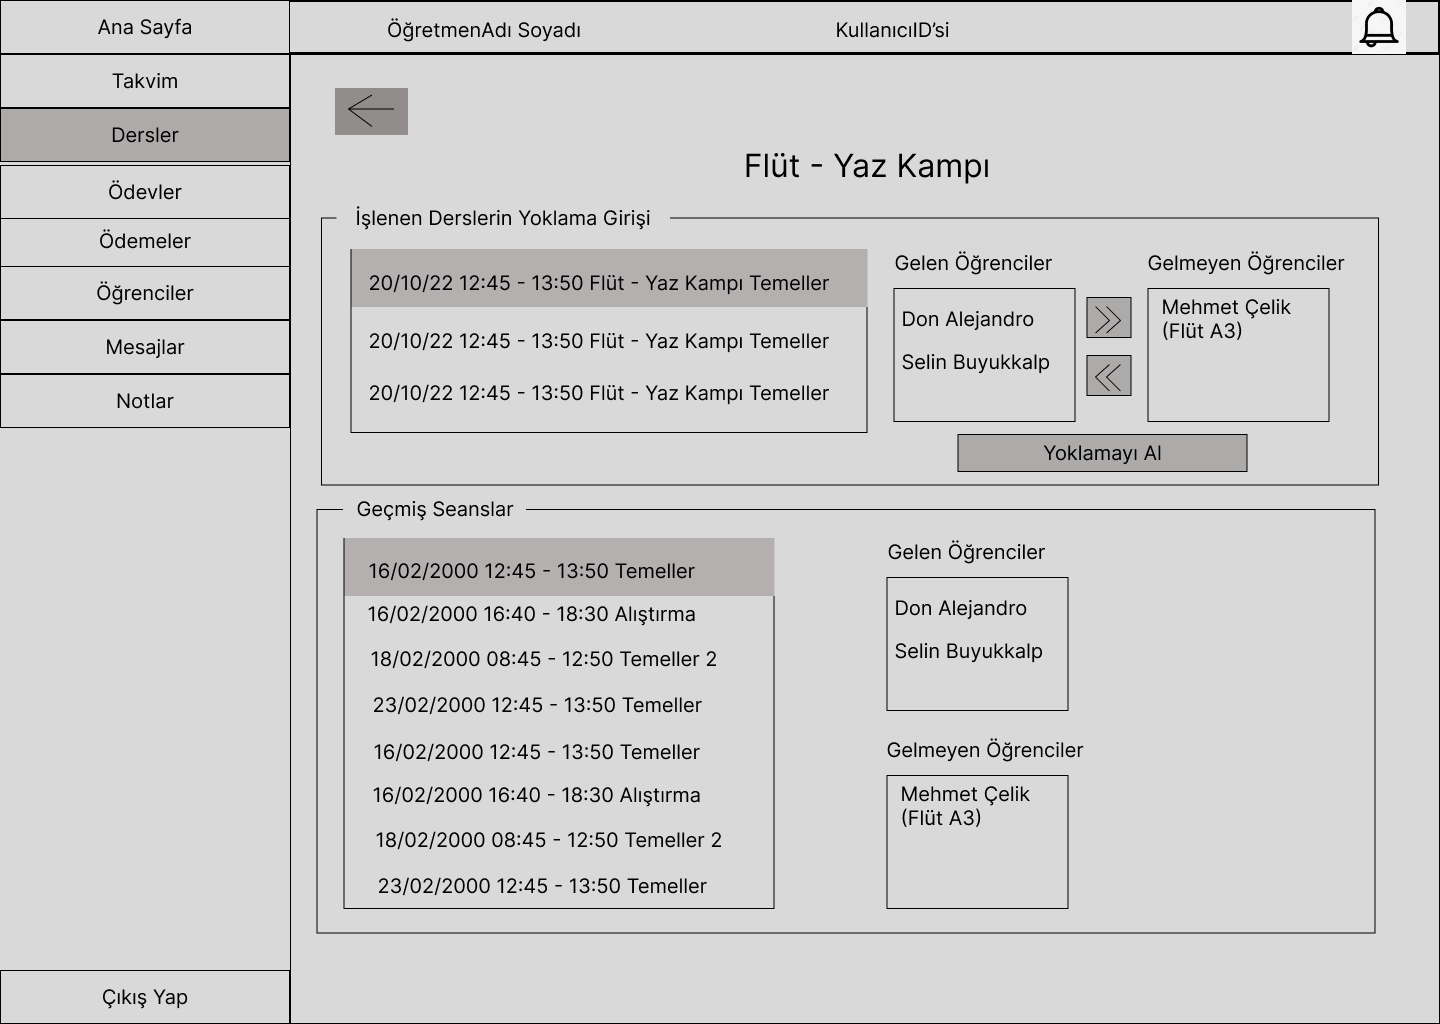 Ana Sayfa
Takvim
Dersler
Ödevler
Ödemeler
Öğrenciler
Mesajlar
Notlar
Çıkış Yap
ÖğretmenAdı Soyadı
KullanıcıID’si
Flüt - Yaz Kampı
İşlenen Derslerin Yoklama Girişi
20/10/22 12:45 - 13:50 Flüt - Yaz Kampı Temeller
20/10/22 12:45 - 13:50 Flüt - Yaz Kampı Temeller
20/10/22 12:45 - 13:50 Flüt - Yaz Kampı Temeller
Gelen Öğrenciler
Don Alejandro
Selin Buyukkalp
Gelmeyen Öğrenciler
Mehmet Çelik
(Flüt A3)
Yoklamayı Al
Geçmiş Seanslar
16/02/2000 12:45 - 13:50 Temeller
16/02/2000 16:40 - 18:30 Alıştırma
18/02/2000 08:45 - 12:50 Temeller 2
23/02/2000 12:45 - 13:50 Temeller
16/02/2000 12:45 - 13:50 Temeller
16/02/2000 16:40 - 18:30 Alıştırma
18/02/2000 08:45 - 12:50 Temeller 2
23/02/2000 12:45 - 13:50 Temeller
Gelen Öğrenciler
Don Alejandro
Selin Buyukkalp
Gelmeyen Öğrenciler
Mehmet Çelik
(Flüt A3)